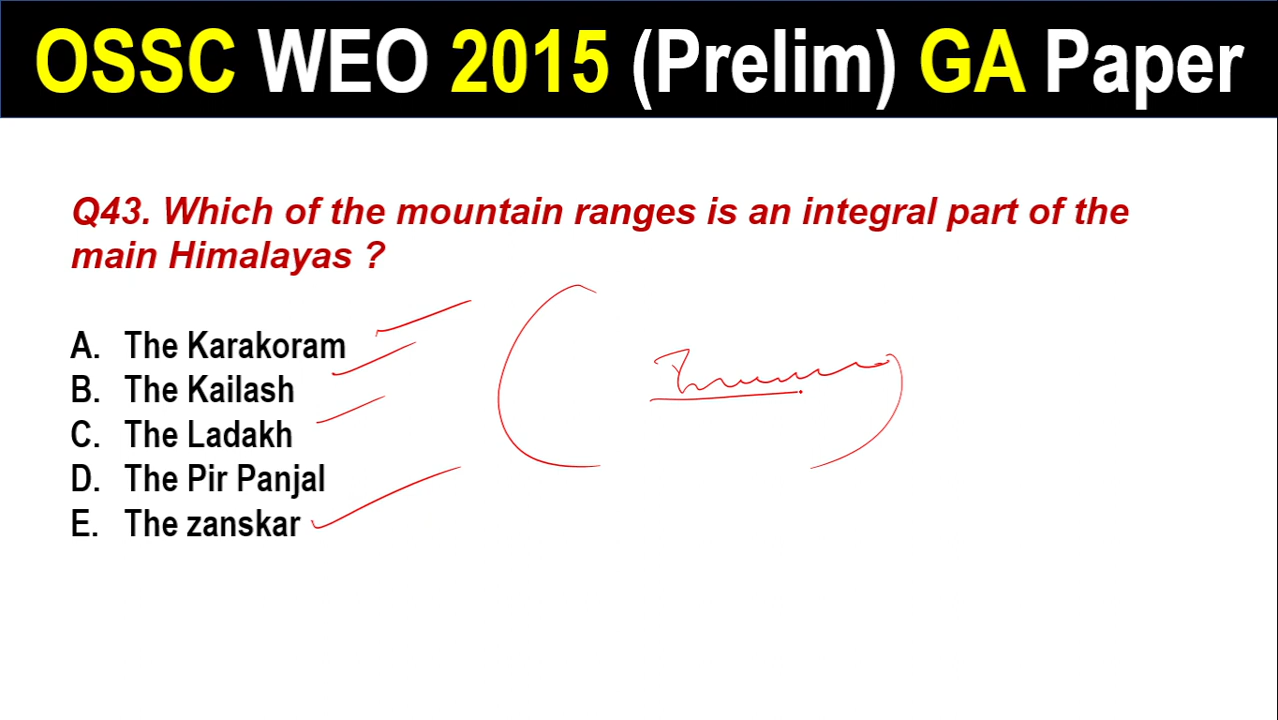 OSSC WEO 2015 (Prelim) GA Paper
Q43. Which of the mountain ranges is an integral part of the
main Himalayas ?
A. The Karakoram
B. The Kailash
C. The Ladakh
D. The Pir Panjal
E. The zanskar